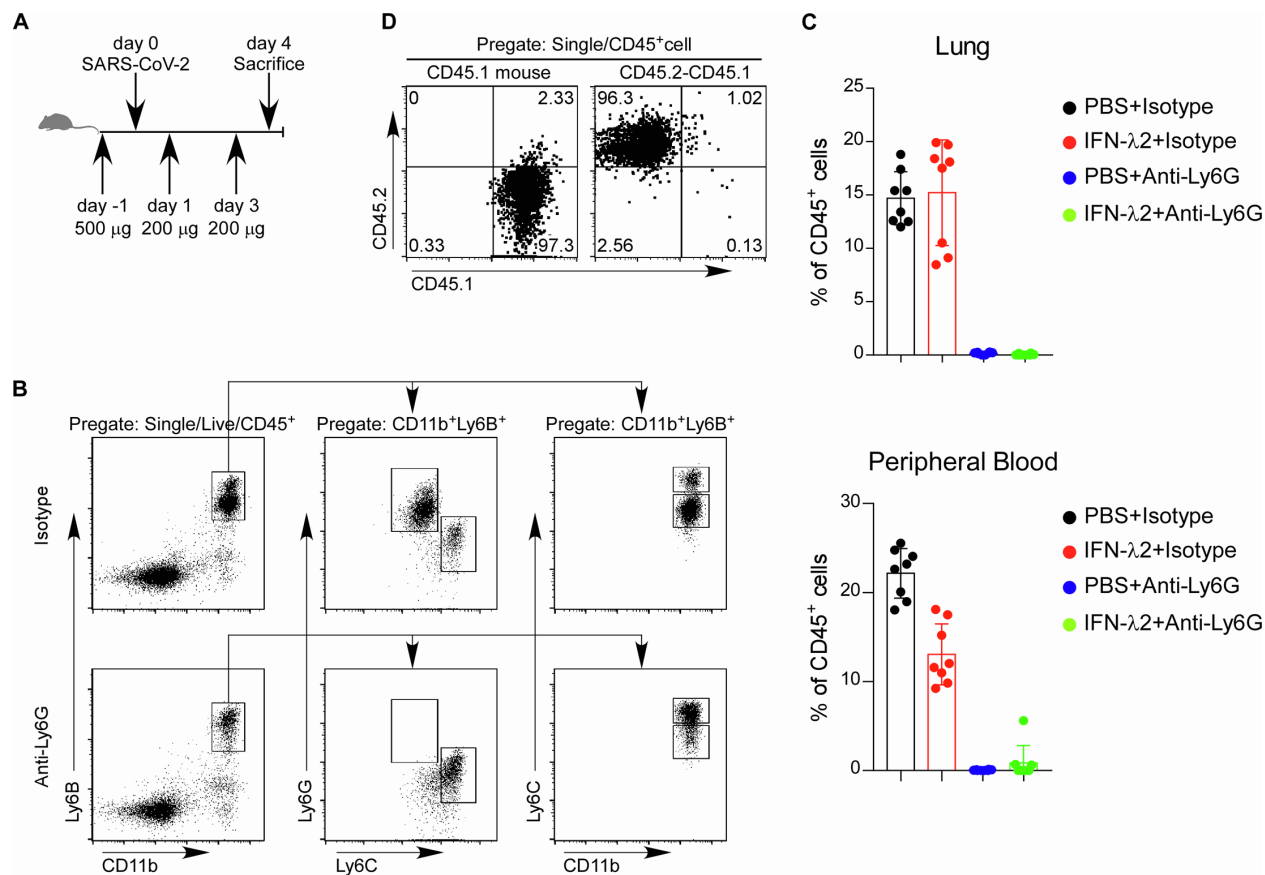 A
day 0
SARS-CoV-2
day 4
Sacrifice
day -1
500 μg
day 1
200 μg
day 3
200 μg
D
Pregate: Single/CD45⁺cell
CD45.1 mouse
CD45.2-CD45.1
0
2.33
0.33
97.3
96.3
1.02
2.56
0.13
CD45.2
CD45.1
C
Lung
% of CD45⁺ cells
25
20
15
10
5
0
PBS+Isotype
IFN-λ2+Isotype
PBS+Anti-Ly6G
IFN-λ2+Anti-Ly6G
B
Pregate: Single/Live/CD45⁺
Pregate: CD11b⁺Ly6B⁺
Pregate: CD11b⁺Ly6B⁺
Isotype
Anti-Ly6G
Ly6B
Ly6G
Ly6C
CD11b
Ly6C
CD11b
Peripheral Blood
% of CD45⁺ cells
30
20
10
0
PBS+Isotype
IFN-λ2+Isotype
PBS+Anti-Ly6G
IFN-λ2+Anti-Ly6G